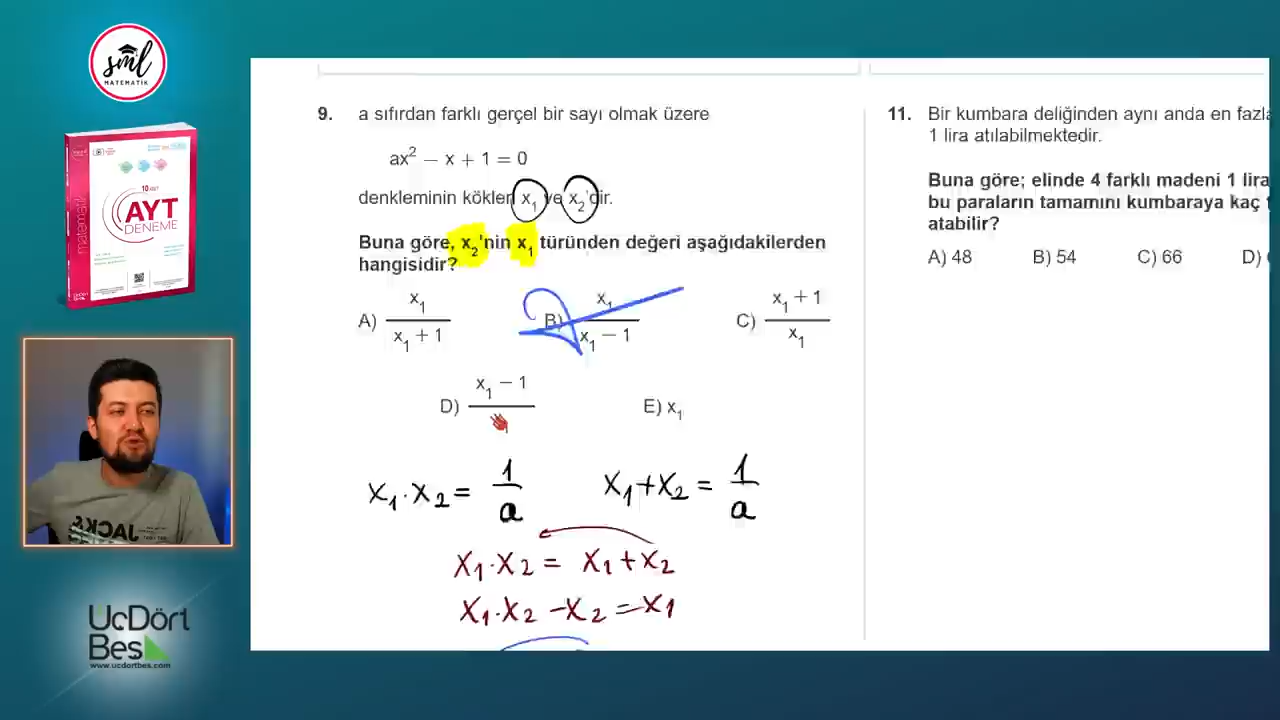 sml
MATEMATİK
10 ADET
AYT
DENEME
matematik
UcDört
Bes
www.ucdortbes.com
9. a sıfırdan farklı gerçel bir sayı olmak üzere
ax² − x + 1 = 0
denkleminin kökleri x₁ ve x₂'dir.
Buna göre, x₂'nin x₁ türünden değeri aşağıdakilerden
hangisidir?
A) x₁ / (x₁ + 1) B) x₁ / (x₁ − 1) C) (x₁ + 1) / x₁
D) (x₁ − 1) / E) x₁
x₁·x₂ = 1/a x₁+x₂ = 1/a
x₁·x₂ = x₁+x₂
x₁·x₂ −x₂ = x₁
11. Bir kumbara deliğinden aynı anda en fazla
1 lira atılabilmektedir.
Buna göre; elinde 4 farklı madeni 1 lira
bu paraların tamamını kumbaraya kaç
atabilir?
A) 48 B) 54 C) 66 D)